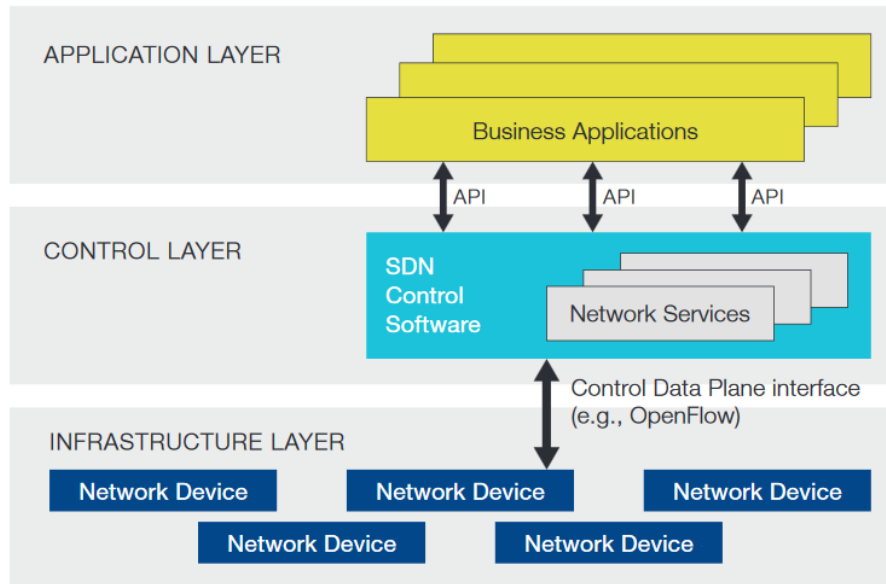 APPLICATION LAYER
Business Applications
API
API
API
CONTROL LAYER
SDN
Control
Software
Network Services
Control Data Plane interface
(e.g., OpenFlow)
INFRASTRUCTURE LAYER
Network Device
Network Device
Network Device
Network Device
Network Device